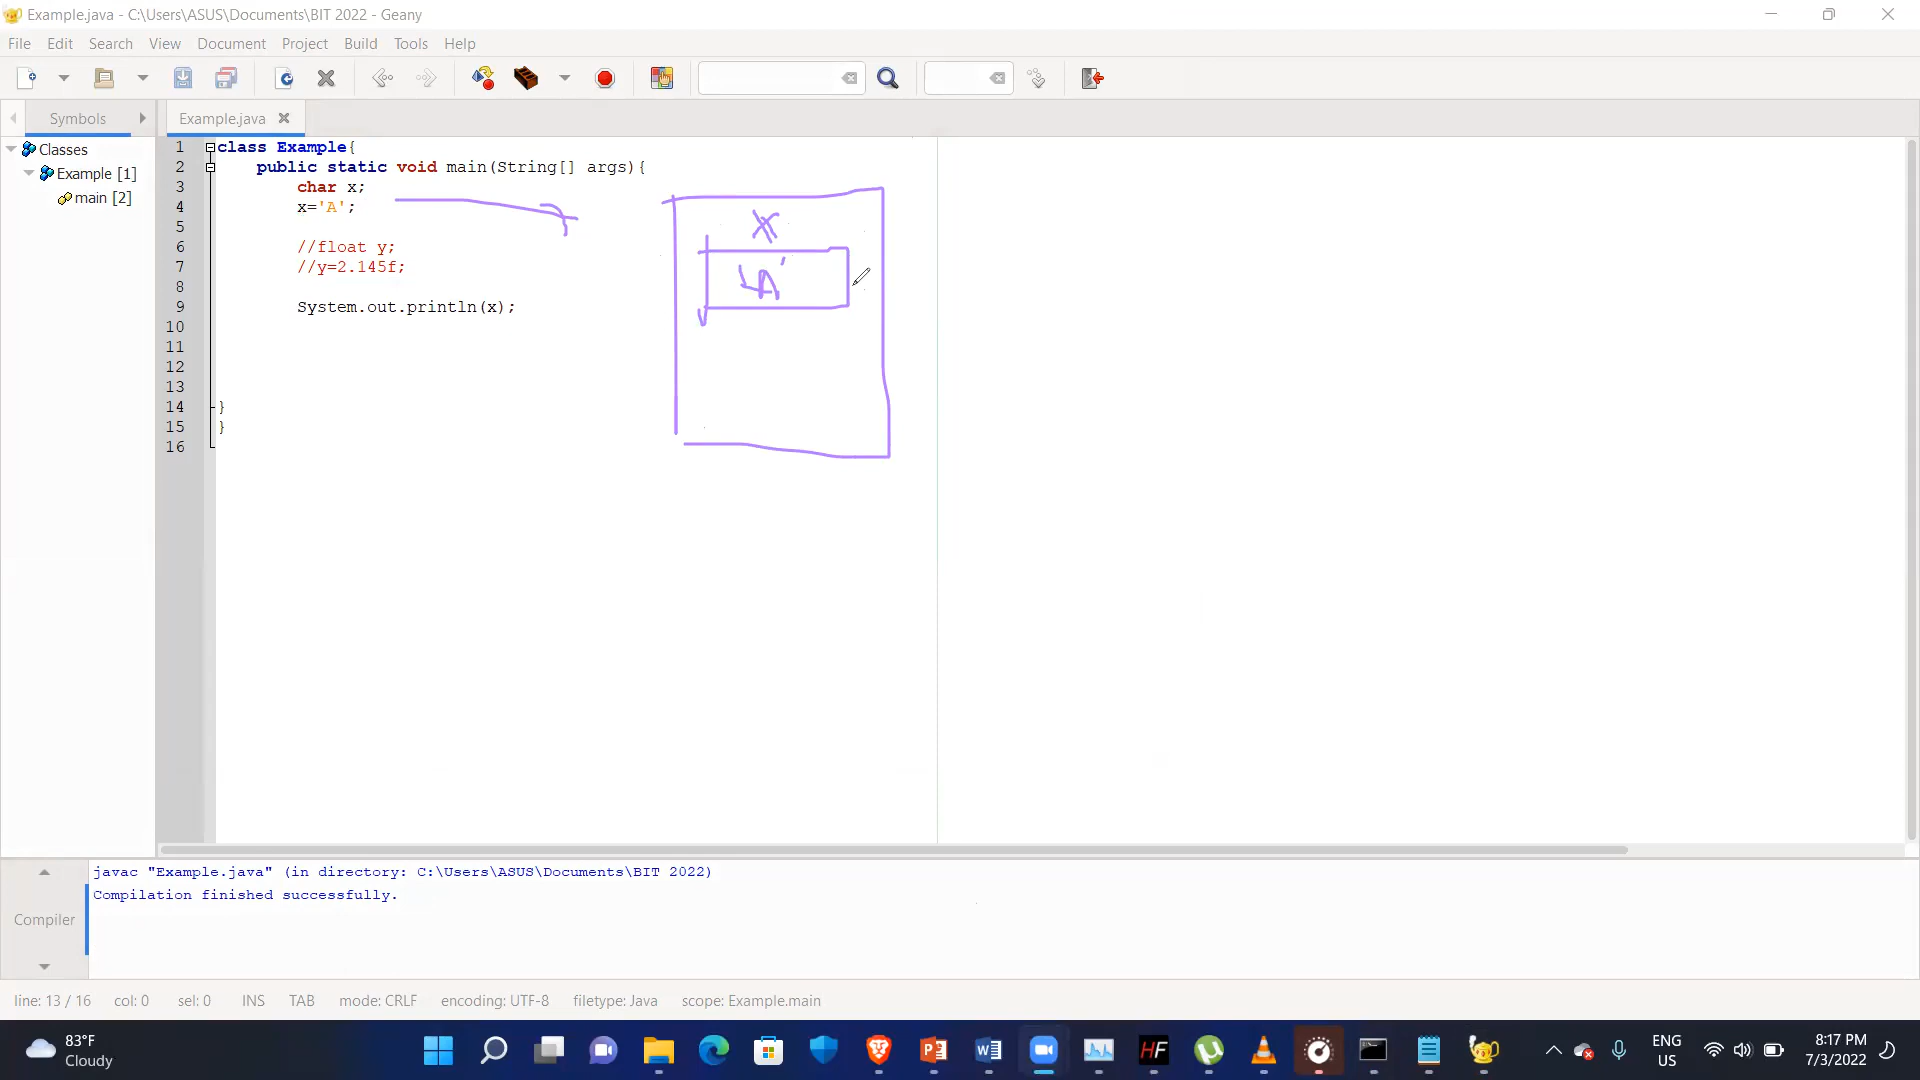 Example.java - C:\Users\ASUS\Documents\BIT 2022 - Geany
File Edit Search View Document Project Build Tools Help
Symbols
Example.java
Classes
Example [1]
main [2]
1 class Example{
2 public static void main(String[] args){
3 char x;
4 x='A';
5
6 //float y;
7 //y=2.145f;
8
9 System.out.println(x);
10
11
12
13
14 }
15 }
16
X
'A'
javac "Example.java" (in directory: C:\Users\ASUS\Documents\BIT 2022)
Compilation finished successfully.
Compiler
line: 13 / 16 col: 0 sel: 0 INS TAB mode: CRLF encoding: UTF-8 filetype: Java scope: Example.main
83°F
Cloudy
HF
ENG
US
8:17 PM
7/3/2022